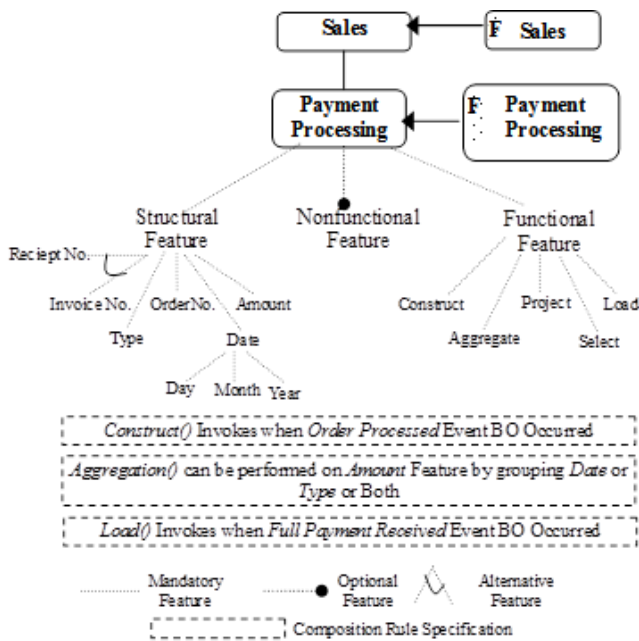 Sales
F Sales
Payment
Processing
F Payment
Processing
Structural
Feature
Nonfunctional
Feature
Functional
Feature
Reciept No.
Invoice No.
Order No.
Amount
Type
Date
Day
Month
Year
Construct
Project
Load
Aggregate
Select
Construct() Invokes when Order Processed Event BO Occurred
Aggregation() can be performed on Amount Feature by grouping Date or
Type or Both
Load() Invokes when Full Payment Received Event BO Occurred
Mandatory
Feature
Optional
Feature
Alternative
Feature
Composition Rule Specification